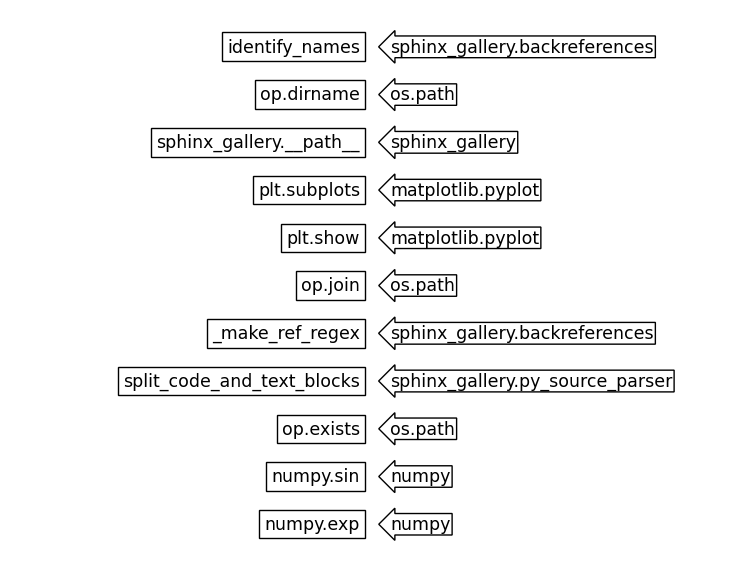 identify_names sphinx_gallery.backreferences
op.dirname os.path
sphinx_gallery.__path__ sphinx_gallery
plt.subplots matplotlib.pyplot
plt.show matplotlib.pyplot
op.join os.path
_make_ref_regex sphinx_gallery.backreferences
split_code_and_text_blocks sphinx_gallery.py_source_parser
op.exists os.path
numpy.sin numpy
numpy.exp numpy